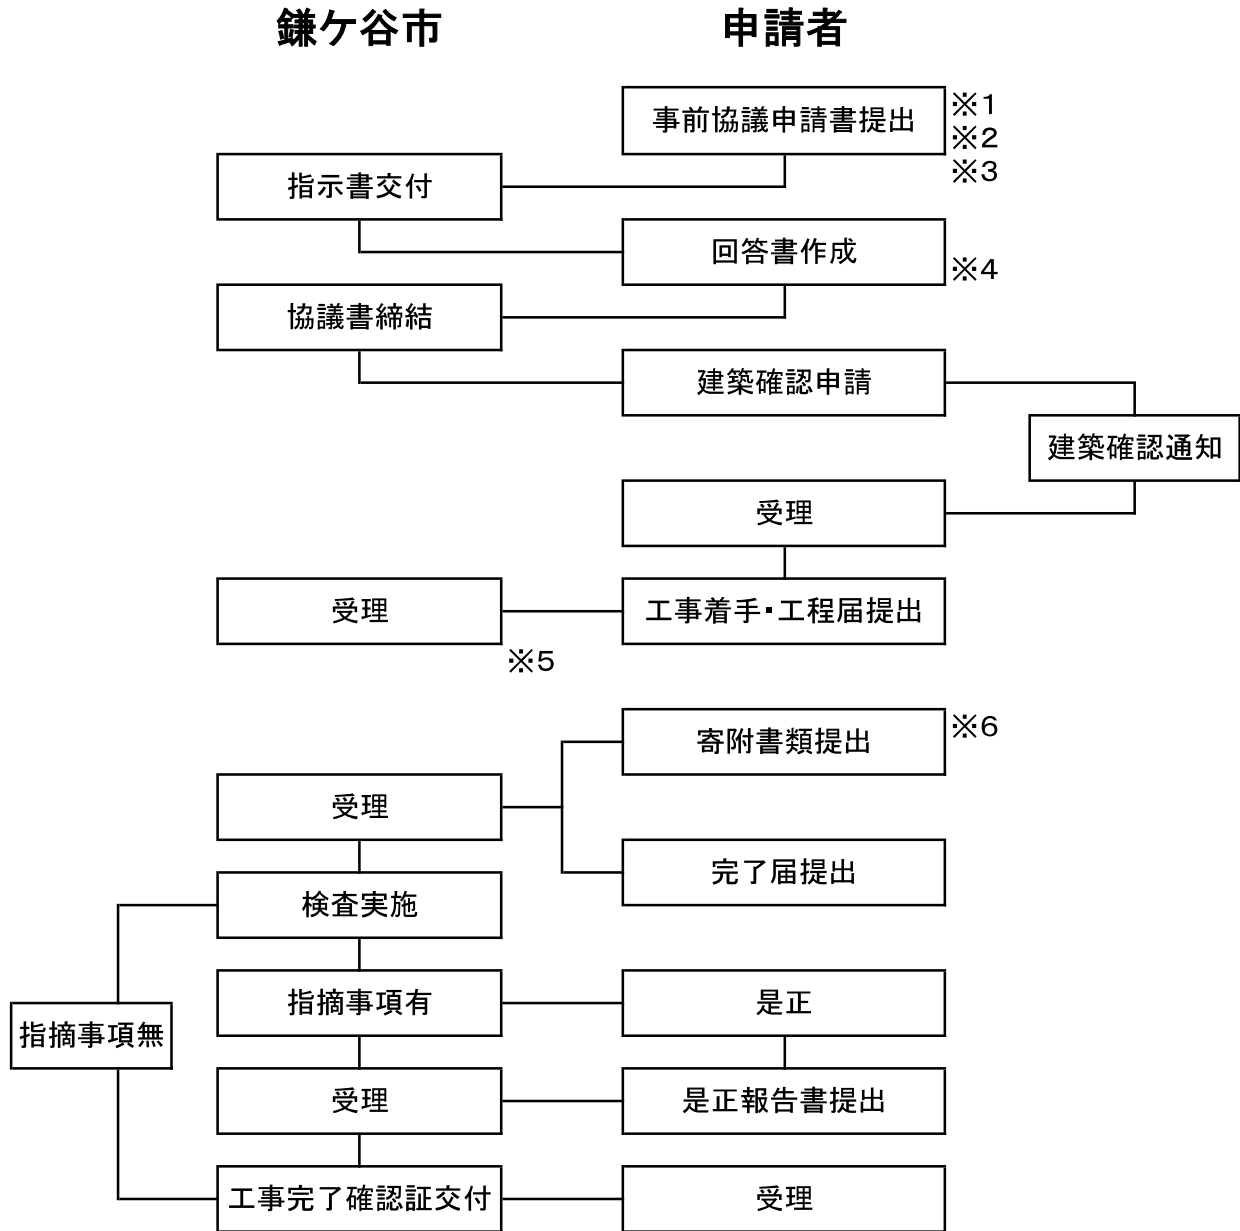 鎌ケ谷市
申請者
事前協議申請書提出
※1
※2
※3
指示書交付
回答書作成
※4
協議書締結
建築確認申請
建築確認通知
受理
受理
工事着手・工程届提出
※5
寄附書類提出
※6
受理
完了届提出
検査実施
指摘事項有
是正
指摘事項無
受理
是正報告書提出
工事完了確認証交付
受理